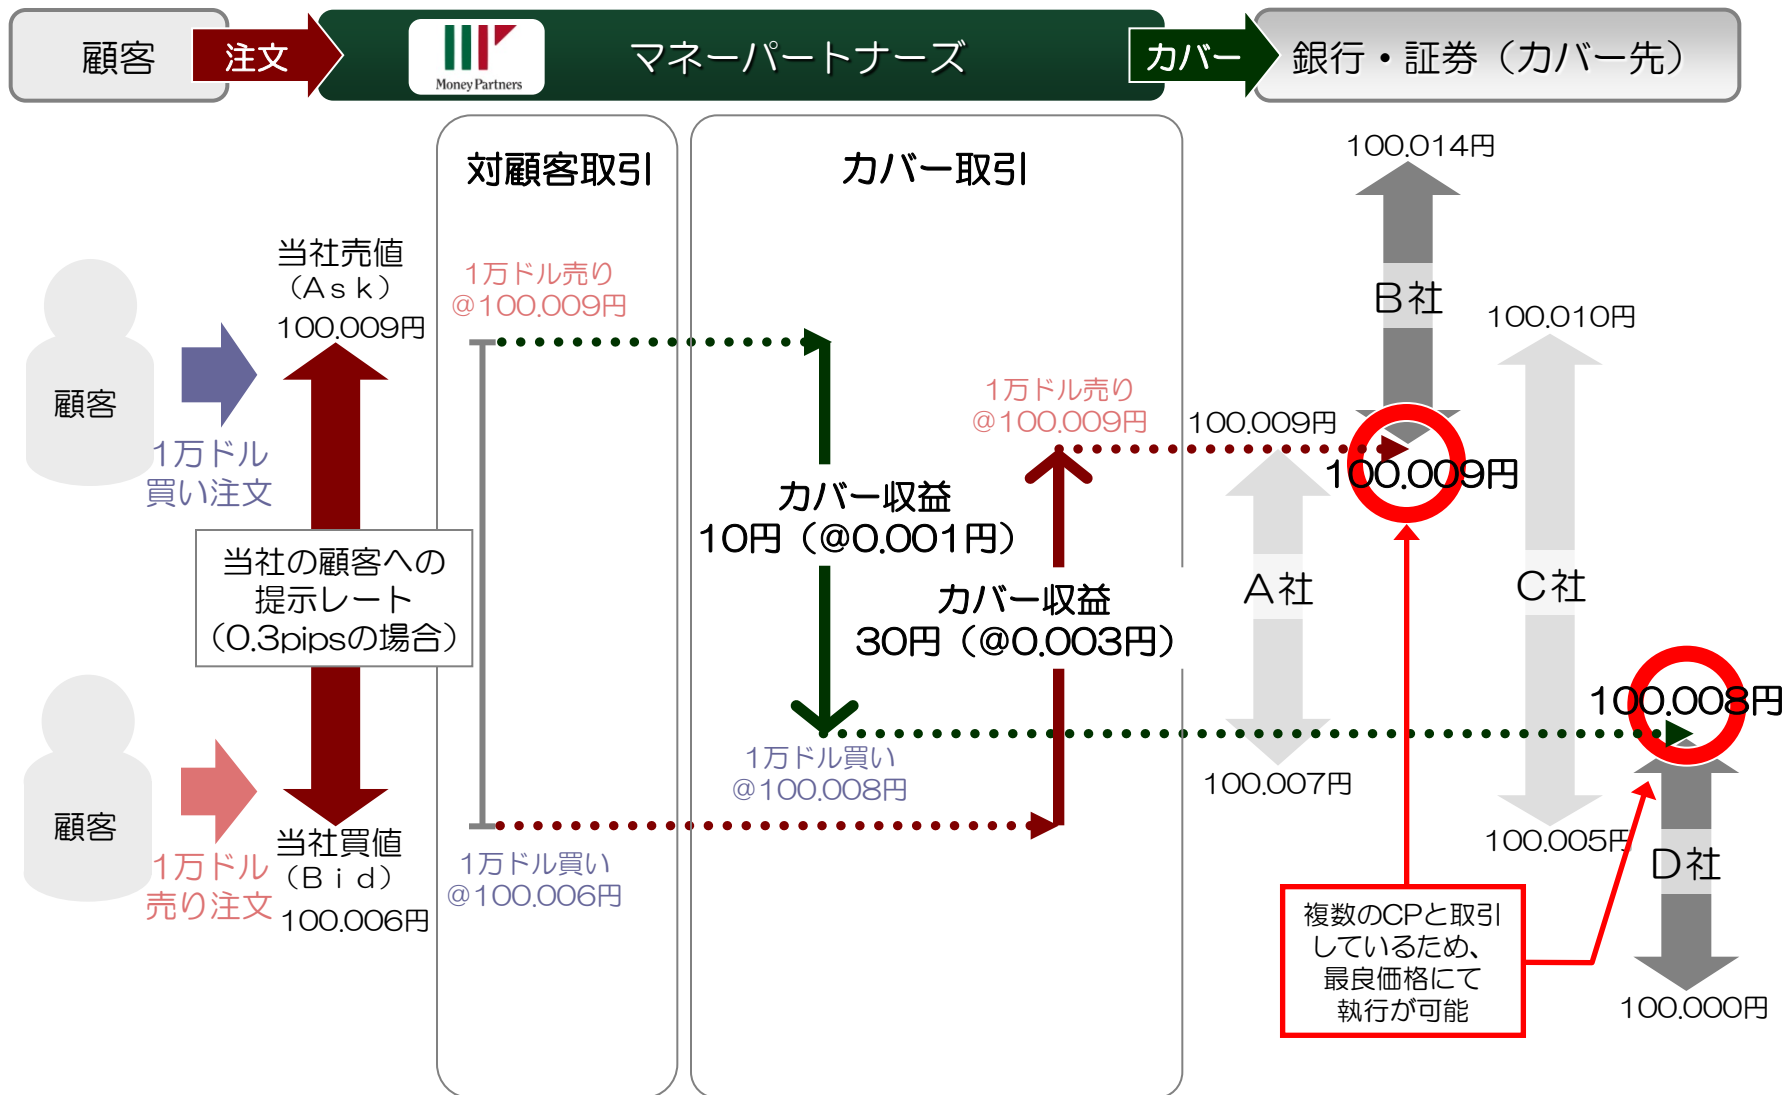 顧客
注文
Money Partners
マネーパートナーズ
カバー
銀行・証券（カバー先）
対顧客取引
カバー取引
100.014円
当社売値
（Ａｓｋ）
100.009円
1万ドル売り
@100.009円
B社
100.010円
顧客
1万ドル
買い注文
1万ドル売り
@100.009円
100.009円
100.009円
カバー収益
10円（@0.001円）
当社の顧客への
提示レート
（0.3pipsの場合）
カバー収益
30円（@0.003円）
A社
C社
100.008円
1万ドル買い
@100.008円
100.007円
顧客
1万ドル
売り注文
当社買値
（Ｂｉｄ）
100.006円
1万ドル買い
@100.006円
100.005円
D社
複数のCPと取引
しているため、
最良価格にて
執行が可能
100.000円